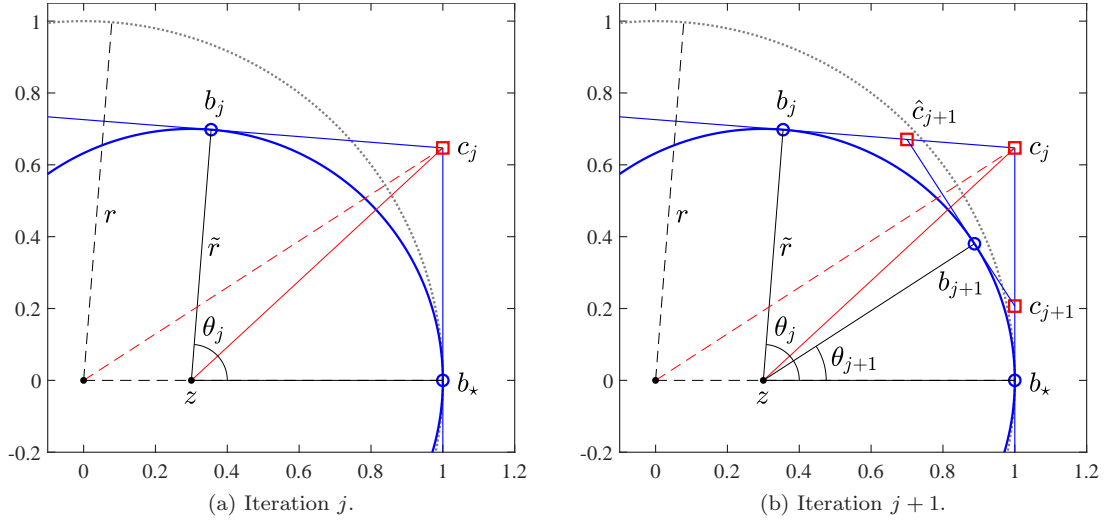 1
0.8
0.6
0.4
0.2
0
-0.2
0 0.2 0.4 0.6 0.8 1 1.2
b_j
c_j
r
r̃
θ_j
z
b_⋆
(a) Iteration j.
1
0.8
0.6
0.4
0.2
0
-0.2
0 0.2 0.4 0.6 0.8 1 1.2
b_j
ĉ_{j+1}
c_j
r
r̃
b_{j+1}
c_{j+1}
θ_j
θ_{j+1}
z
b_⋆
(b) Iteration j + 1.